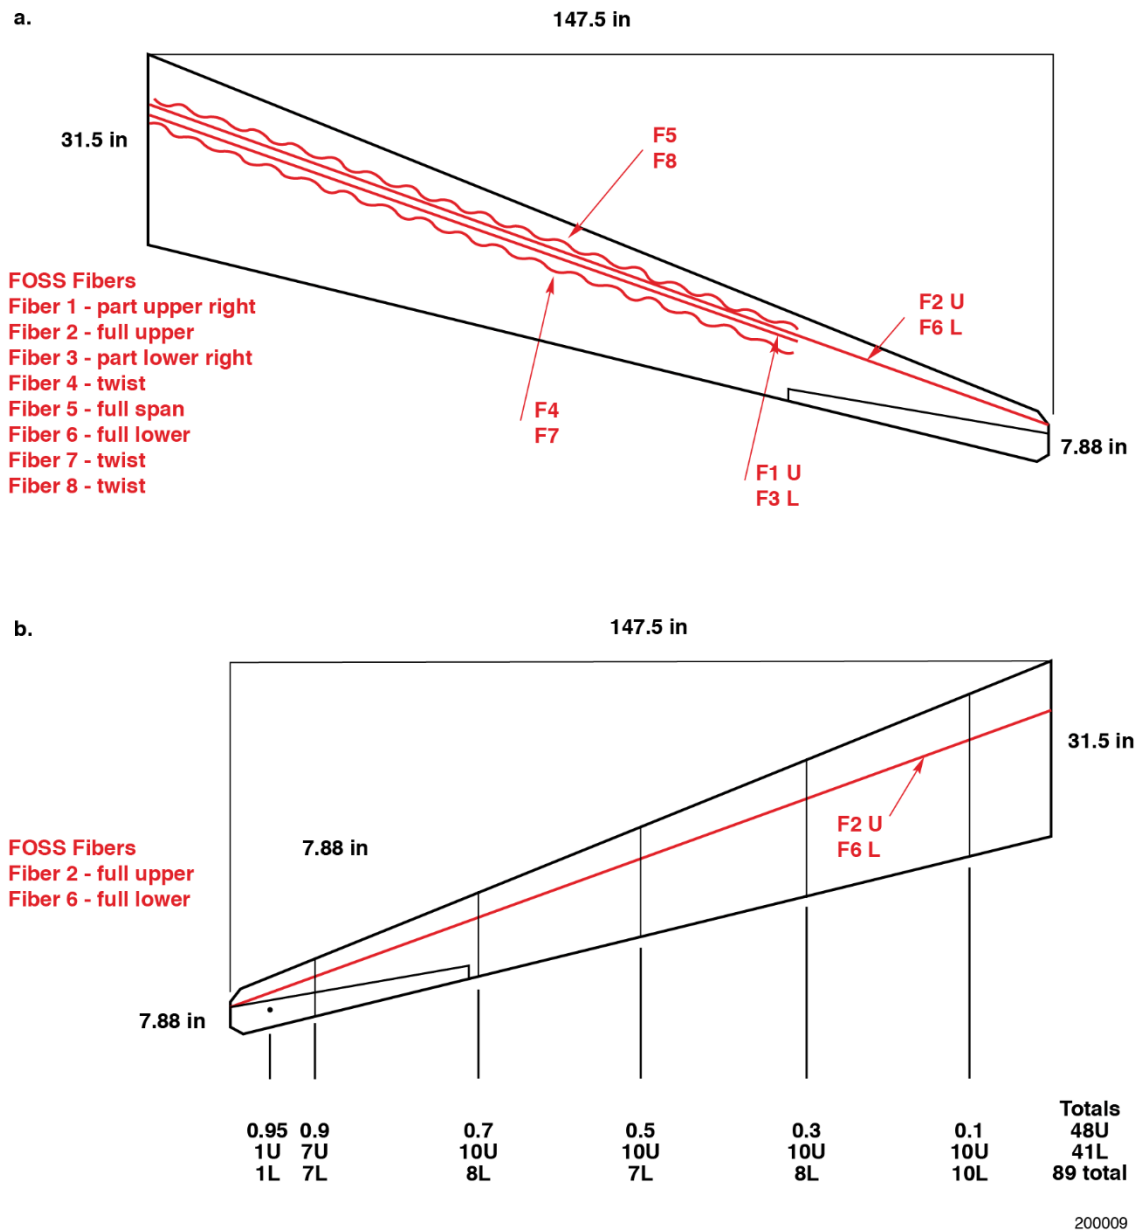 a.
147.5 in
31.5 in
F5
F8
FOSS Fibers
Fiber 1 - part upper right
Fiber 2 - full upper
Fiber 3 - part lower right
Fiber 4 - twist
Fiber 5 - full span
Fiber 6 - full lower
Fiber 7 - twist
Fiber 8 - twist
F2 U
F6 L
F4
F7
7.88 in
F1 U
F3 L
b.
147.5 in
31.5 in
F2 U
F6 L
7.88 in
FOSS Fibers
Fiber 2 - full upper
Fiber 6 - full lower
7.88 in
Totals
0.95 0.9 0.7 0.5 0.3 0.1 48U
1U 7U 10U 10U 10U 10U 41L
1L 7L 8L 7L 8L 10L 89 total
200009